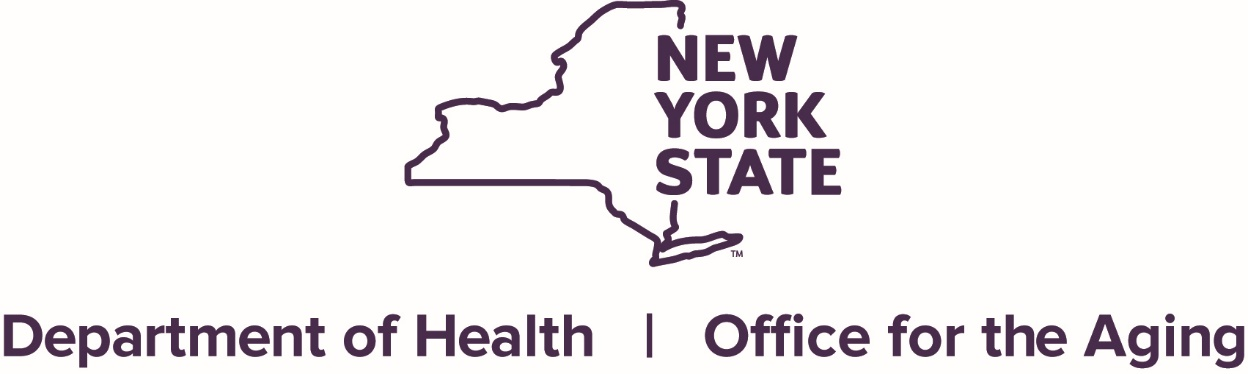 NEW
YORK
STATE
TM
Department of Health | Office for the Aging